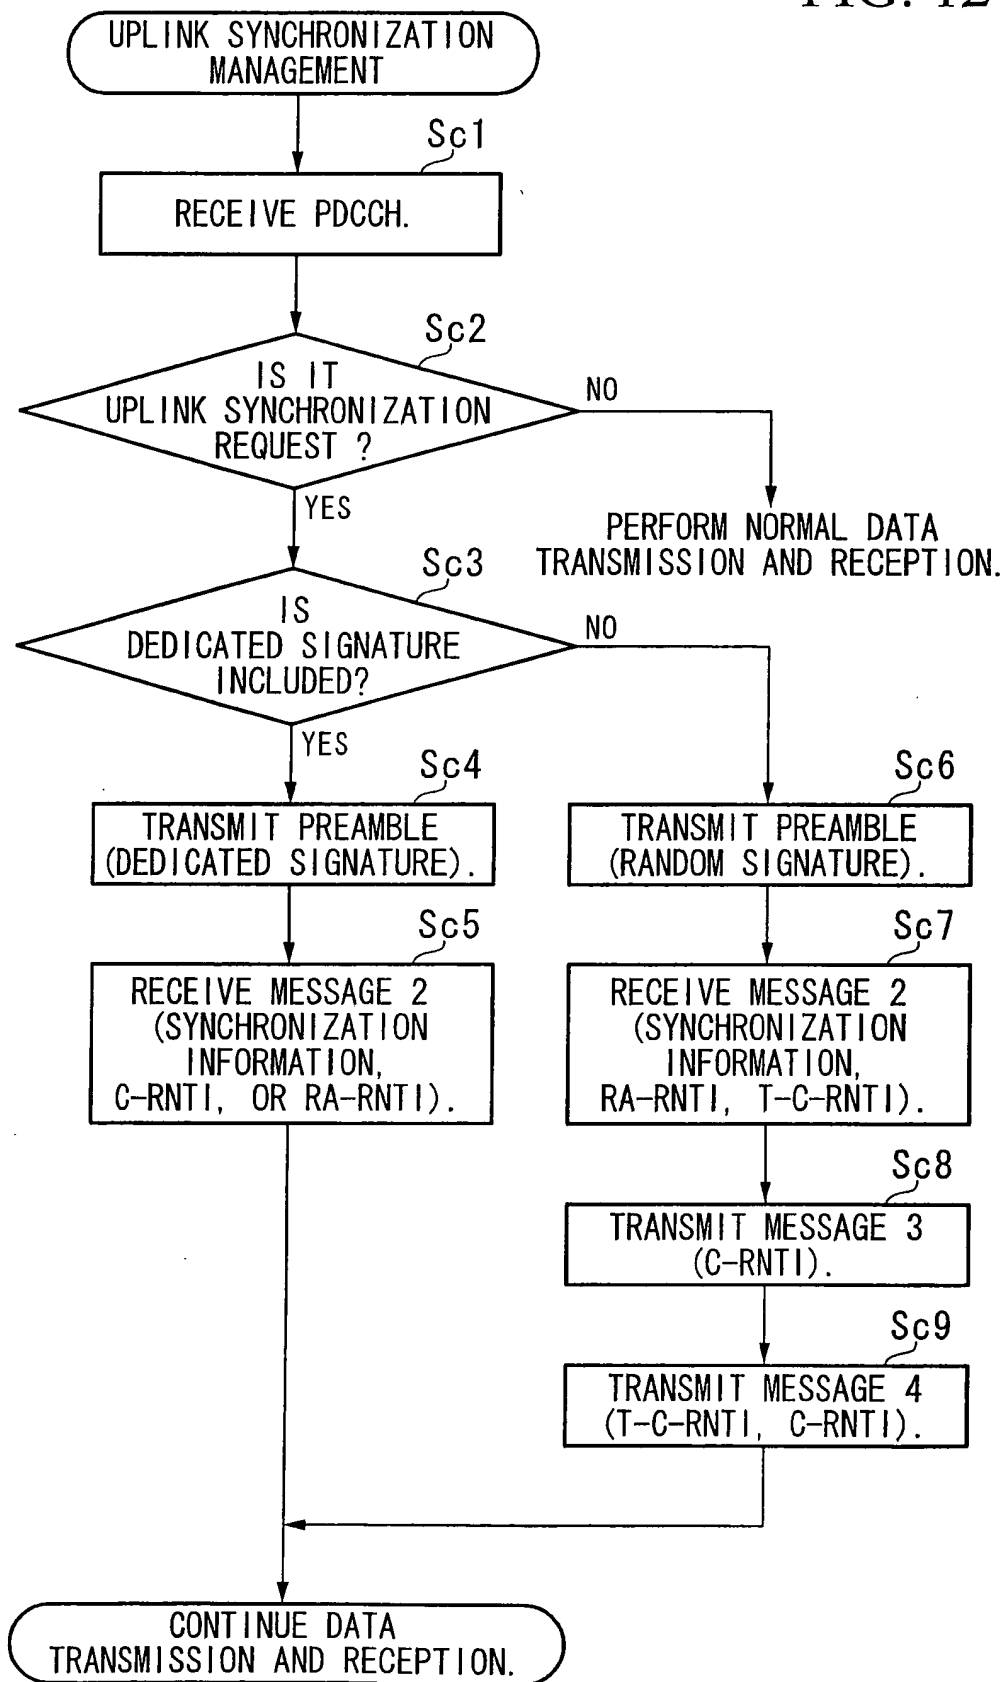 FIG. 12
UPLINK SYNCHRONIZATION
MANAGEMENT
Sc1
RECEIVE PDCCH.
Sc2
IS IT
UPLINK SYNCHRONIZATION
REQUEST ?
NO
YES
PERFORM NORMAL DATA
TRANSMISSION AND RECEPTION.
Sc3
IS
DEDICATED SIGNATURE
INCLUDED?
NO
YES
Sc4
TRANSMIT PREAMBLE
(DEDICATED SIGNATURE).
Sc6
TRANSMIT PREAMBLE
(RANDOM SIGNATURE).
Sc5
RECEIVE MESSAGE 2
(SYNCHRONIZATION
INFORMATION,
C-RNTI, OR RA-RNTI).
Sc7
RECEIVE MESSAGE 2
(SYNCHRONIZATION
INFORMATION,
RA-RNTI, T-C-RNTI).
Sc8
TRANSMIT MESSAGE 3
(C-RNTI).
Sc9
TRANSMIT MESSAGE 4
(T-C-RNTI, C-RNTI).
CONTINUE DATA
TRANSMISSION AND RECEPTION.